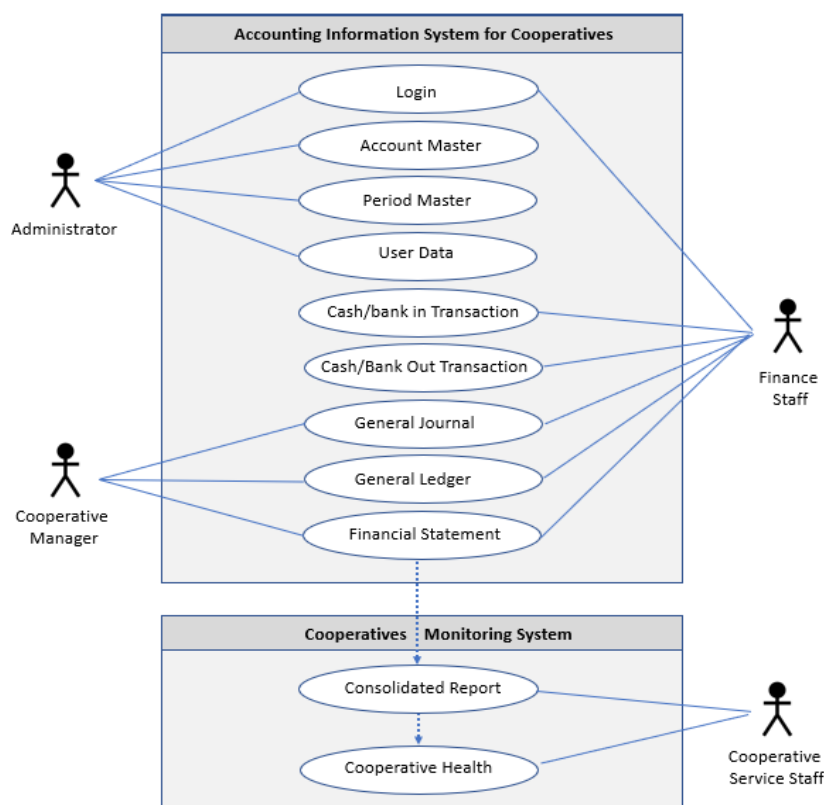 Accounting Information System for Cooperatives
Login
Account Master
Administrator
Period Master
User Data
Cash/bank in Transaction
Cash/Bank Out Transaction
Finance
Staff
General Journal
General Ledger
Cooperative
Manager
Financial Statement
Cooperatives Monitoring System
Consolidated Report
Cooperative Health
Cooperative
Service Staff